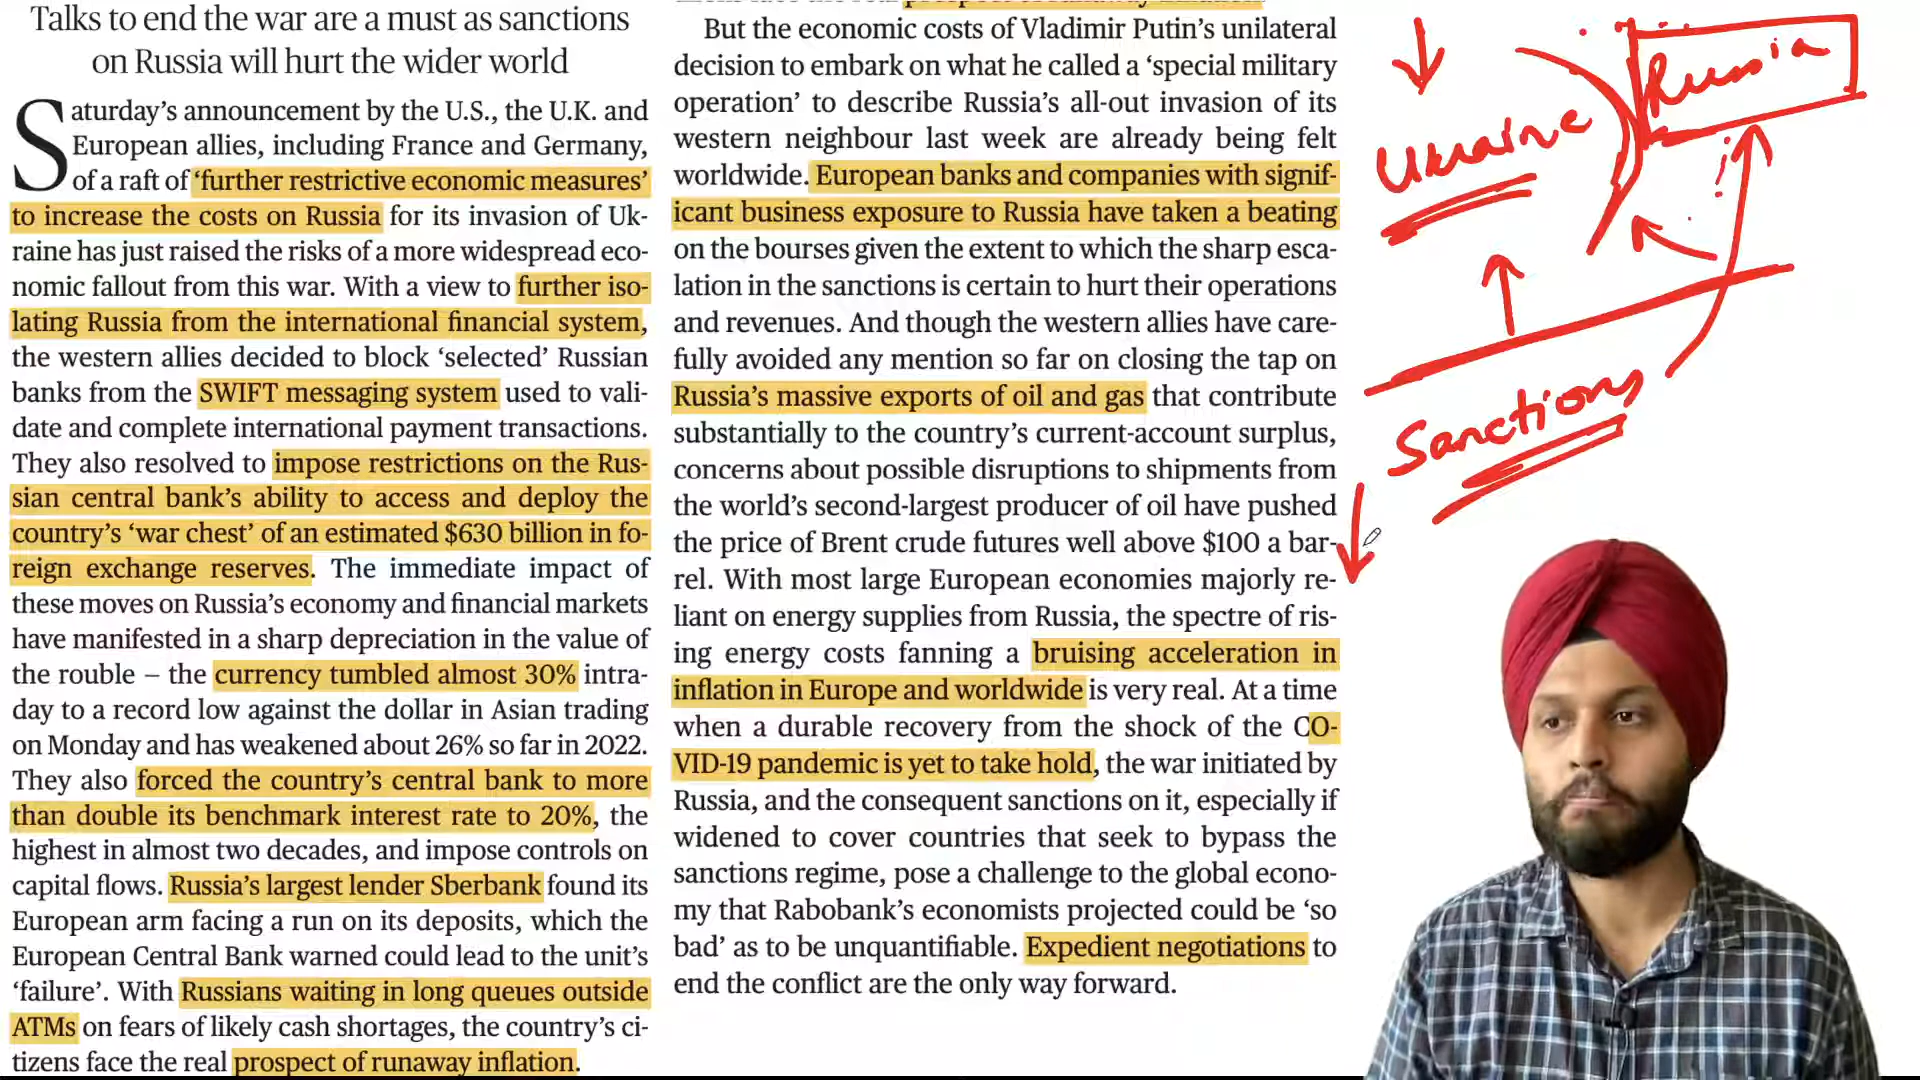 Talks to end the war are a must as sanctions
on Russia will hurt the wider world
Saturday’s announcement by the U.S., the U.K. and
European allies, including France and Germany,
of a raft of ‘further restrictive economic measures’
to increase the costs on Russia for its invasion of Uk-
raine has just raised the risks of a more widespread eco-
nomic fallout from this war. With a view to further iso-
lating Russia from the international financial system,
the western allies decided to block ‘selected’ Russian
banks from the SWIFT messaging system used to vali-
date and complete international payment transactions.
They also resolved to impose restrictions on the Rus-
sian central bank’s ability to access and deploy the
country’s ‘war chest’ of an estimated $630 billion in fo-
reign exchange reserves. The immediate impact of
these moves on Russia’s economy and financial markets
have manifested in a sharp depreciation in the value of
the rouble – the currency tumbled almost 30% intra-
day to a record low against the dollar in Asian trading
on Monday and has weakened about 26% so far in 2022.
They also forced the country’s central bank to more
than double its benchmark interest rate to 20%, the
highest in almost two decades, and impose controls on
capital flows. Russia’s largest lender Sberbank found its
European arm facing a run on its deposits, which the
European Central Bank warned could lead to the unit’s
‘failure’. With Russians waiting in long queues outside
ATMs on fears of likely cash shortages, the country’s ci-
tizens face the real prospect of runaway inflation.
But the economic costs of Vladimir Putin’s unilateral
decision to embark on what he called a ‘special military
operation’ to describe Russia’s all-out invasion of its
western neighbour last week are already being felt
worldwide. European banks and companies with signif-
icant business exposure to Russia have taken a beating
on the bourses given the extent to which the sharp esca-
lation in the sanctions is certain to hurt their operations
and revenues. And though the western allies have care-
fully avoided any mention so far on closing the tap on
Russia’s massive exports of oil and gas that contribute
substantially to the country’s current-account surplus,
concerns about possible disruptions to shipments from
the world’s second-largest producer of oil have pushed
the price of Brent crude futures well above $100 a bar-
rel. With most large European economies majorly re-
liant on energy supplies from Russia, the spectre of ris-
ing energy costs fanning a bruising acceleration in
inflation in Europe and worldwide is very real. At a time
when a durable recovery from the shock of the CO-
VID-19 pandemic is yet to take hold, the war initiated by
Russia, and the consequent sanctions on it, especially if
widened to cover countries that seek to bypass the
sanctions regime, pose a challenge to the global econo-
my that Rabobank’s economists projected could be ‘so
bad’ as to be unquantifiable. Expedient negotiations to
end the conflict are the only way forward.
Russia
Ukraine
Sanctions